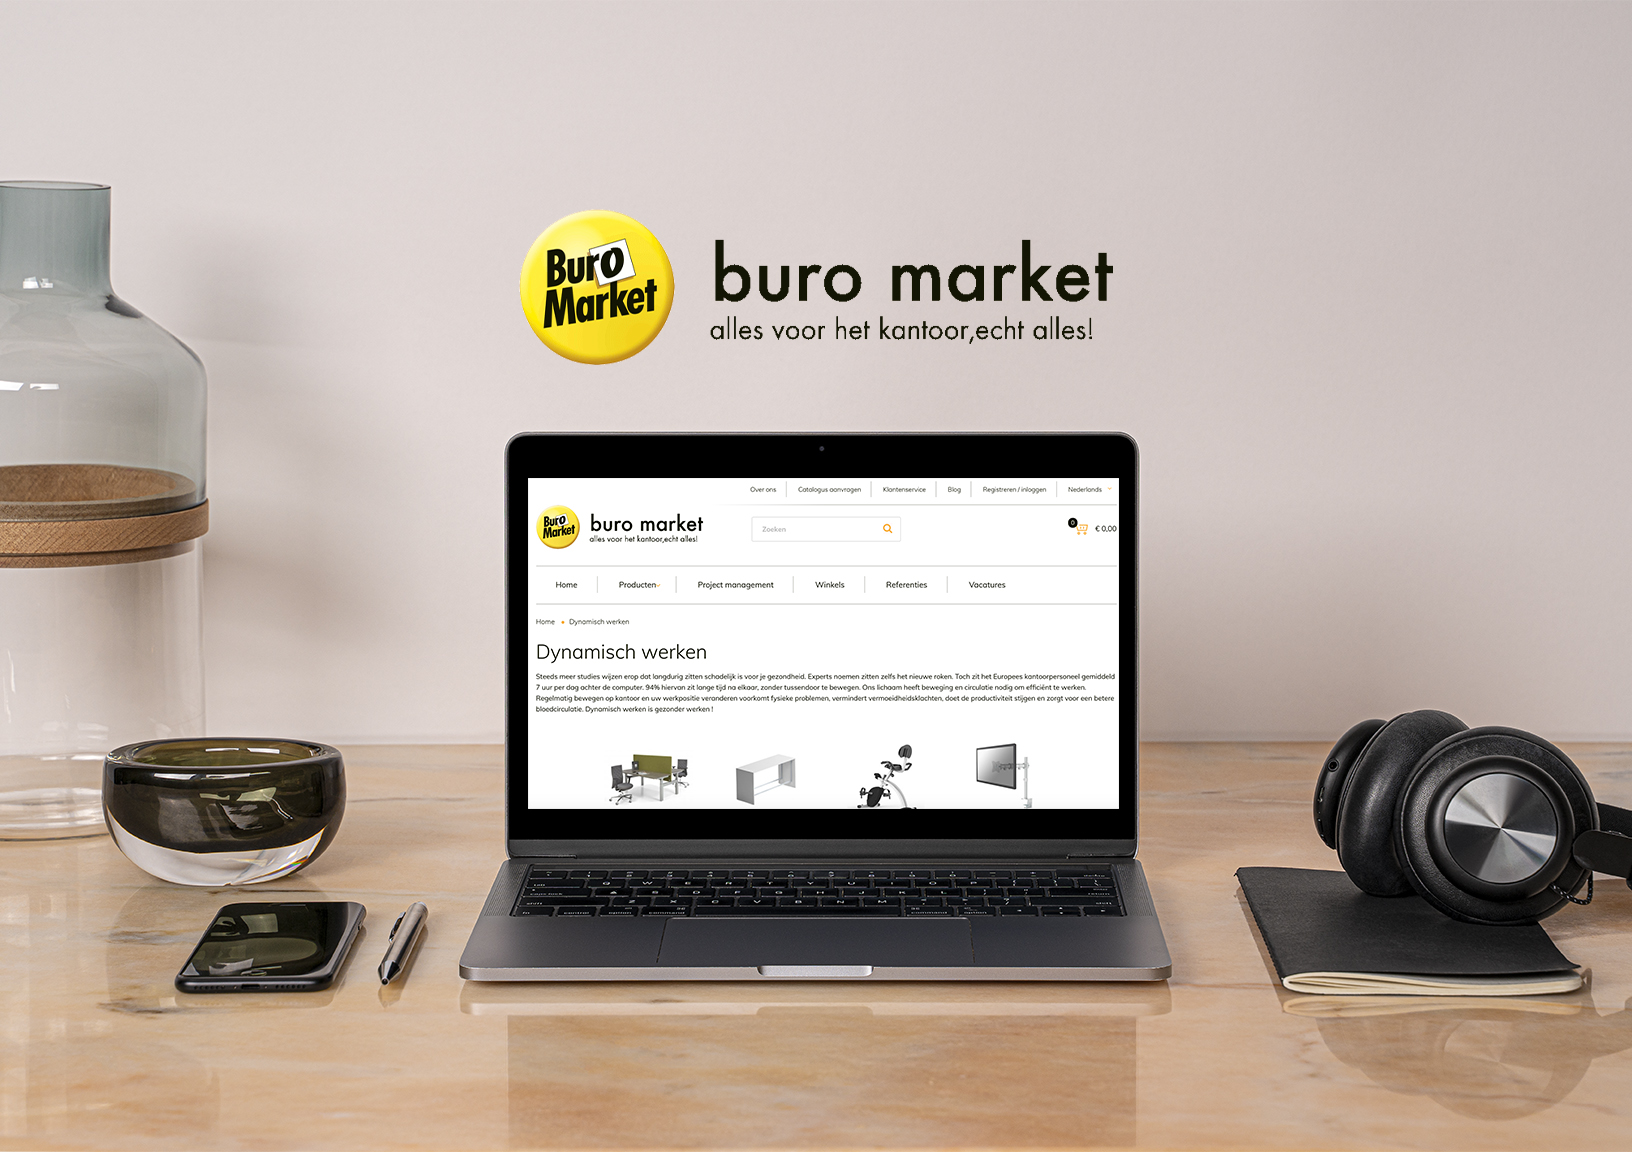 Buro
Market
buro market
alles voor het kantoor,echt alles!
Over ons
Catalogus aanvragen
Klantenservice
Blog
Registreren / inloggen
Nederlands
Buro
Market
buro market
alles voor het kantoor,echt alles!
Zoeken
0
€ 0,00
Home
Producten
Project management
Winkels
Referenties
Vacatures
Home
Dynamisch werken
Dynamisch werken
Steeds meer studies wijzen erop dat langdurig zitten schadelijk is voor je gezondheid. Experts noemen zitten zelfs het nieuwe roken. Toch zit het Europees kantoorpersoneel gemiddeld
7 uur per dag achter de computer. 94% hiervan zit lange tijd na elkaar, zonder tussendoor te bewegen. Ons lichaam heeft beweging en circulatie nodig om efficiënt te werken.
Regelmatig bewegen op kantoor en uw werkpositie veranderen voorkomt fysieke problemen, vermindert vermoeidheidsklachten, doet de productiviteit stijgen en zorgt voor een betere
bloedcirculatie. Dynamisch werken is gezonder werken !